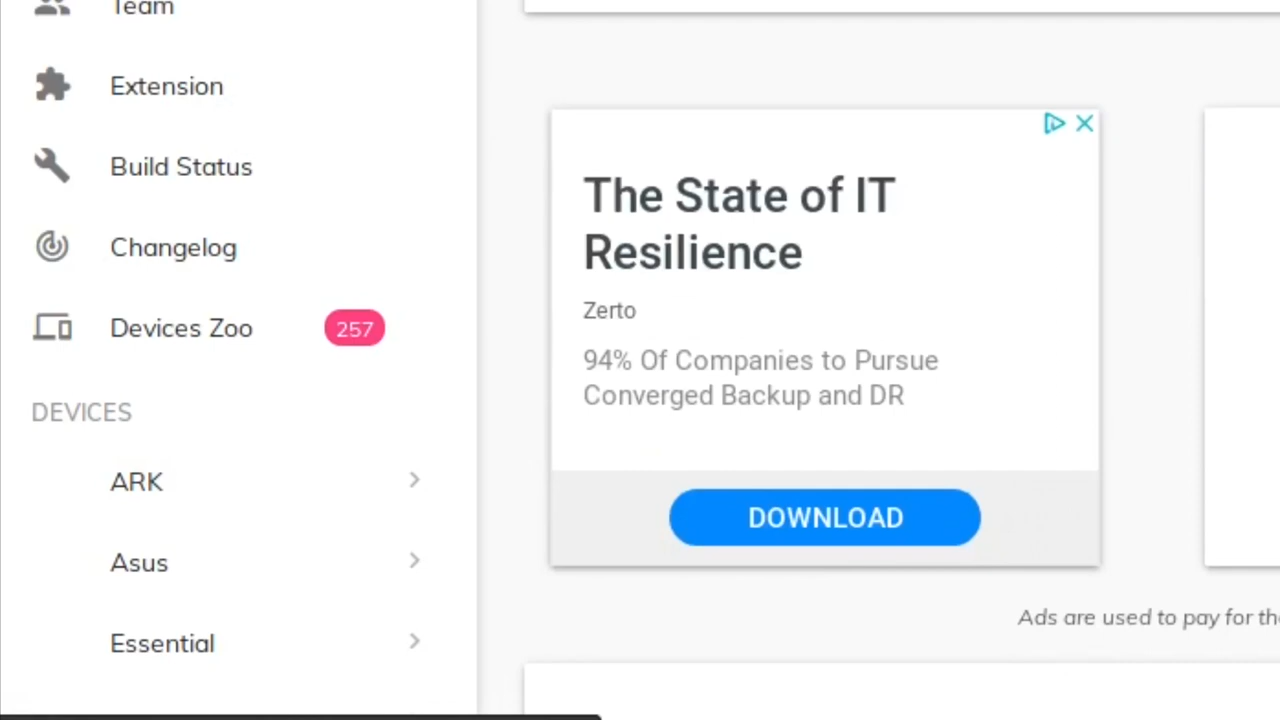 Team
Extension
Build Status
Changelog
Devices Zoo 257
DEVICES
ARK
Asus
Essential
The State of IT
Resilience
Zerto
94% Of Companies to Pursue
Converged Backup and DR
DOWNLOAD
Ads are used to pay for the